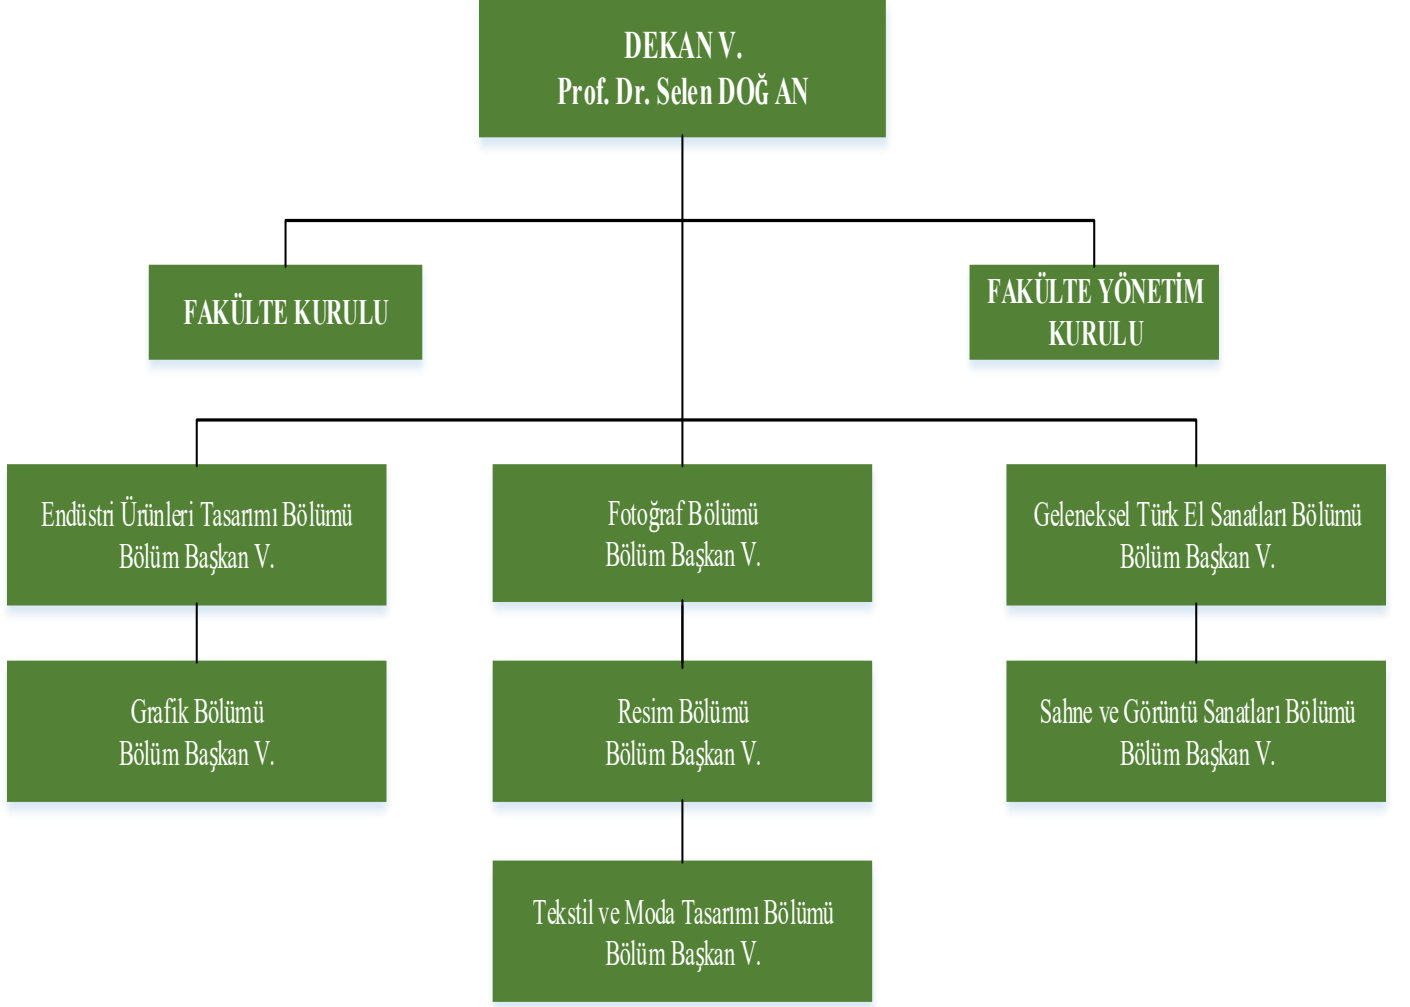 DEKAN V.
Prof. Dr. Selen DOĞAN
FAKÜLTE KURULU
FAKÜLTE YÖNETİM
KURULU
Endüstri Ürünleri Tasarımı Bölümü
Bölüm Başkan V.
Fotoğraf Bölümü
Bölüm Başkan V.
Geleneksel Türk El Sanatları Bölümü
Bölüm Başkan V.
Grafik Bölümü
Bölüm Başkan V.
Resim Bölümü
Bölüm Başkan V.
Sahne ve Görüntü Sanatları Bölümü
Bölüm Başkan V.
Tekstil ve Moda Tasarımı Bölümü
Bölüm Başkan V.